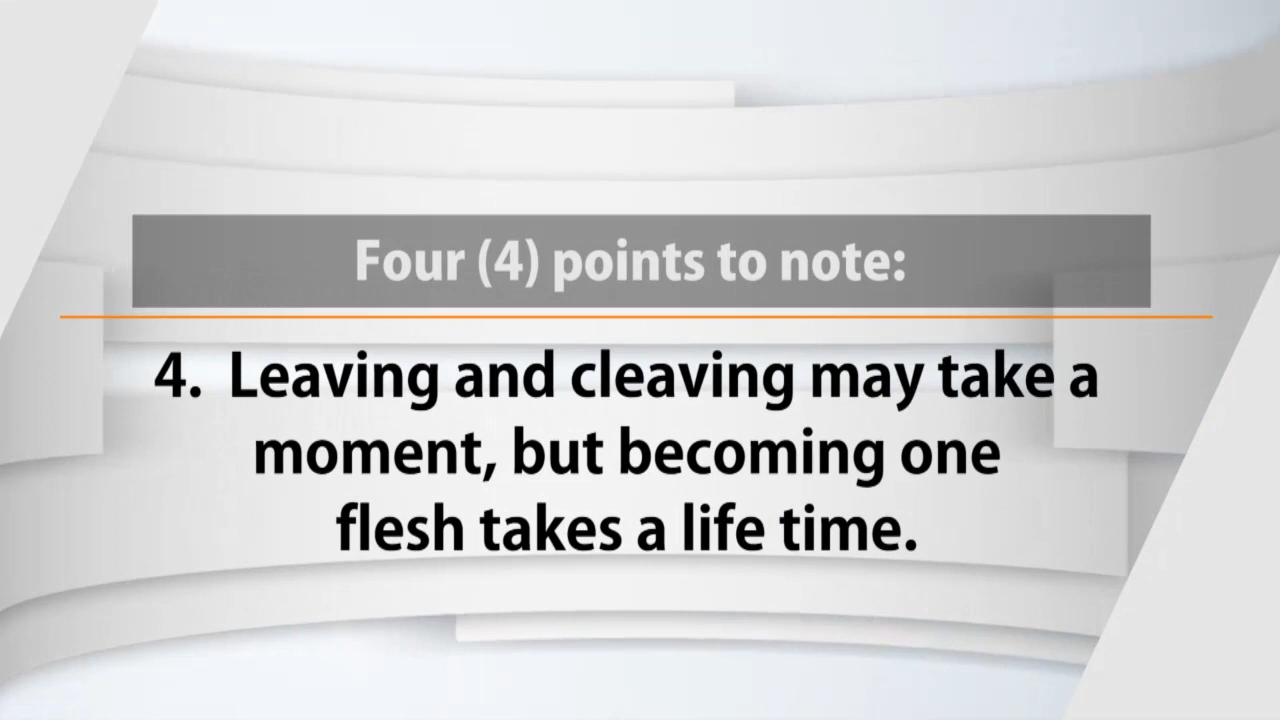 Four (4) points to note:
4. Leaving and cleaving may take a
moment, but becoming one
flesh takes a life time.